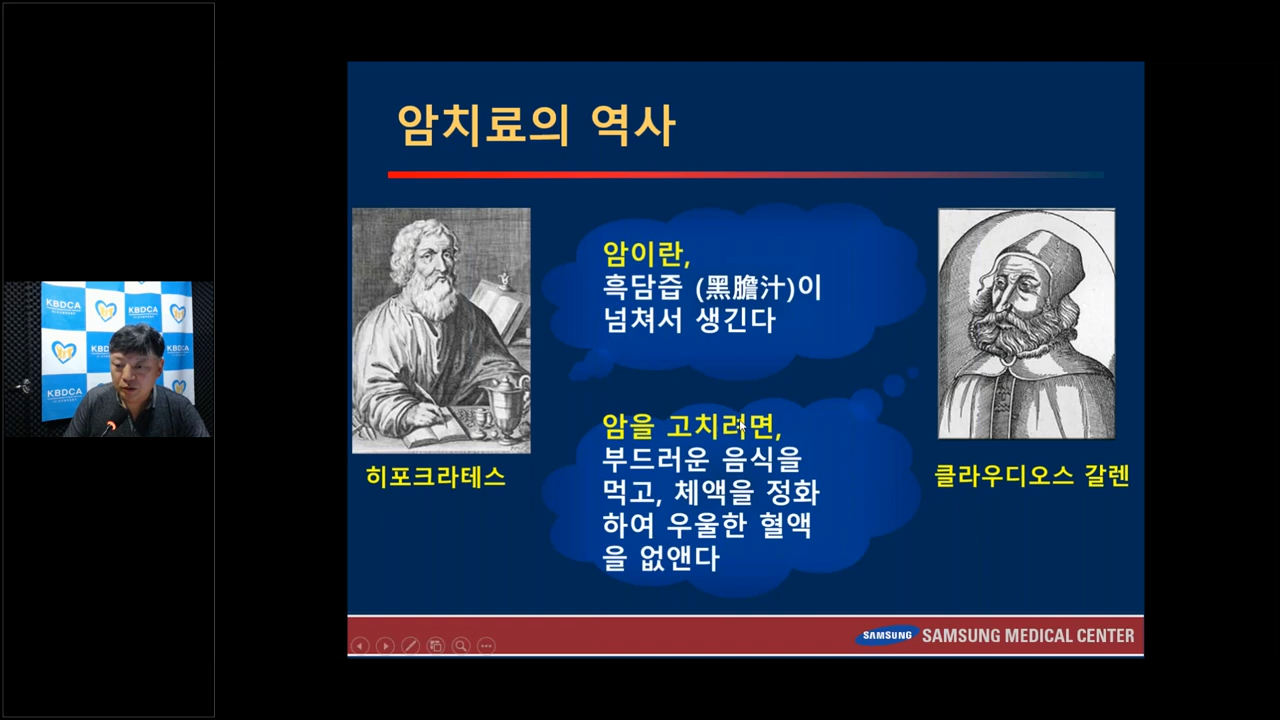 암치료의 역사
암이란,
흑담즙 (黑膽汁)이
넘쳐서 생긴다
히포크라테스
암을 고치려면,
부드러운 음식을
먹고, 체액을 정화
하여 우울한 혈액
을 없앤다
클라우디오스 갈렌
SAMSUNG SAMSUNG MEDICAL CENTER
KBDCA
KBDCA
KBDCA
KBDCA
KBDCA